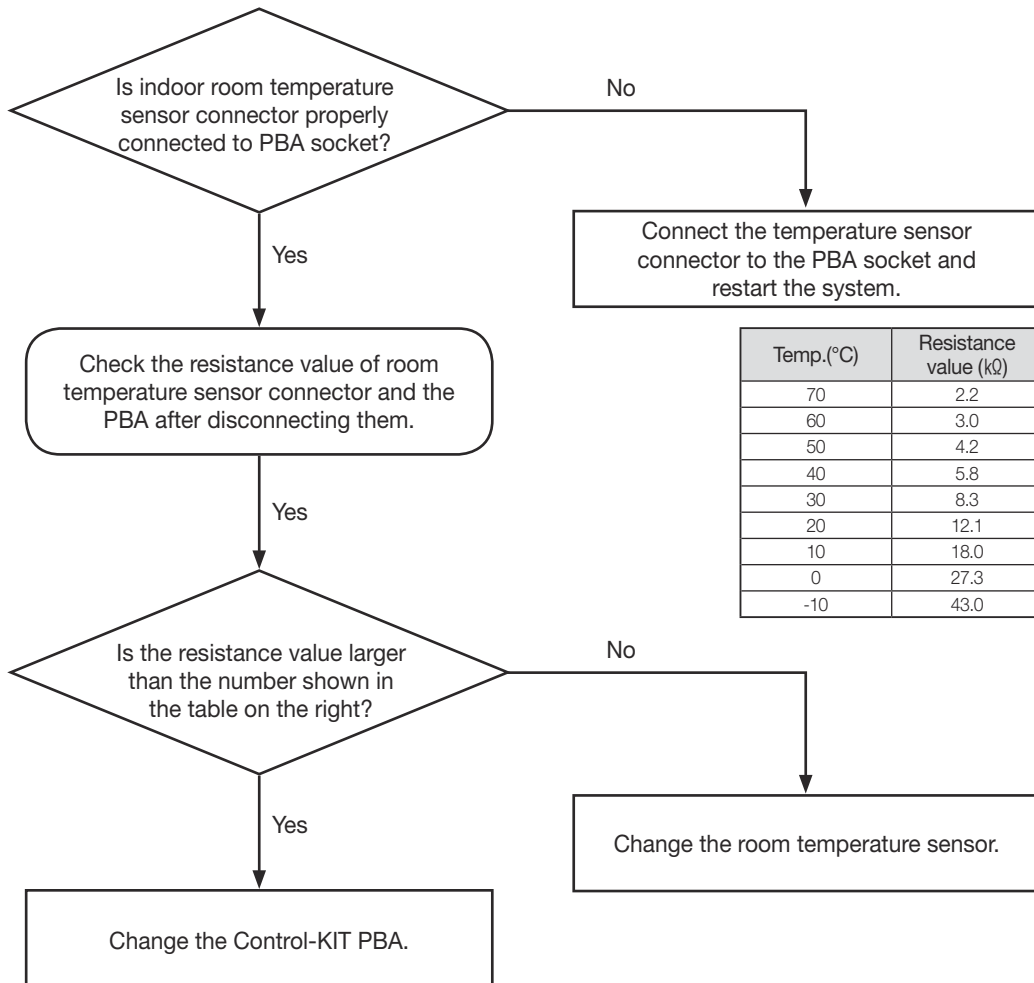 Is indoor room temperature
sensor connector properly
connected to PBA socket?
No
Connect the temperature sensor
connector to the PBA socket and
restart the system.
Yes
Check the resistance value of room
temperature sensor connector and the
PBA after disconnecting them.
Temp.(°C) Resistance value (kΩ)
70 2.2
60 3.0
50 4.2
40 5.8
30 8.3
20 12.1
10 18.0
0 27.3
-10 43.0
Yes
Is the resistance value larger
than the number shown in
the table on the right?
No
Change the room temperature sensor.
Yes
Change the Control-KIT PBA.